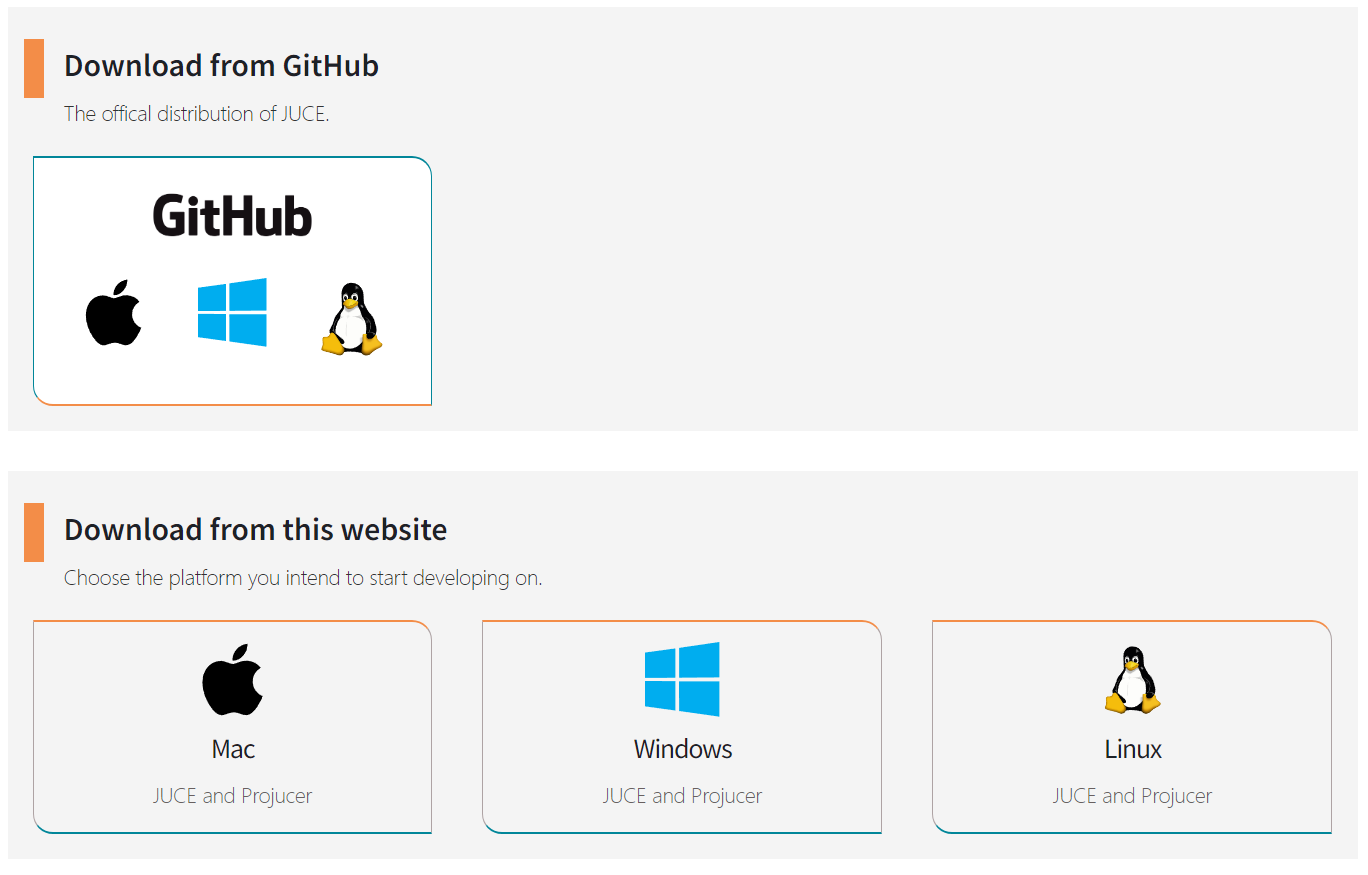 Download from GitHub
The offical distribution of JUCE.
GitHub
Download from this website
Choose the platform you intend to start developing on.
Mac
JUCE and Projucer
Windows
JUCE and Projucer
Linux
JUCE and Projucer